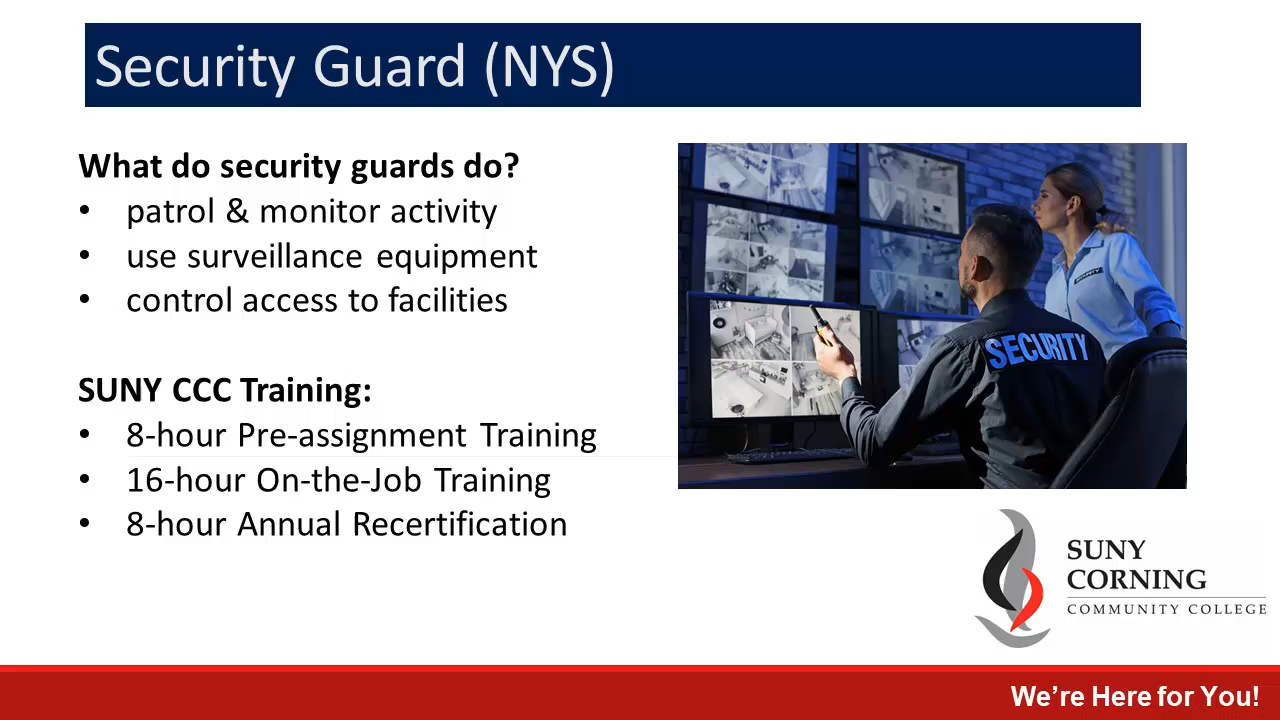 Security Guard (NYS)
What do security guards do?
• patrol & monitor activity
• use surveillance equipment
• control access to facilities
SUNY CCC Training:
• 8-hour Pre-assignment Training
• 16-hour On-the-Job Training
• 8-hour Annual Recertification
SECURITY
SECURITY
SUNY
CORNING
COMMUNITY COLLEGE
We're Here for You!